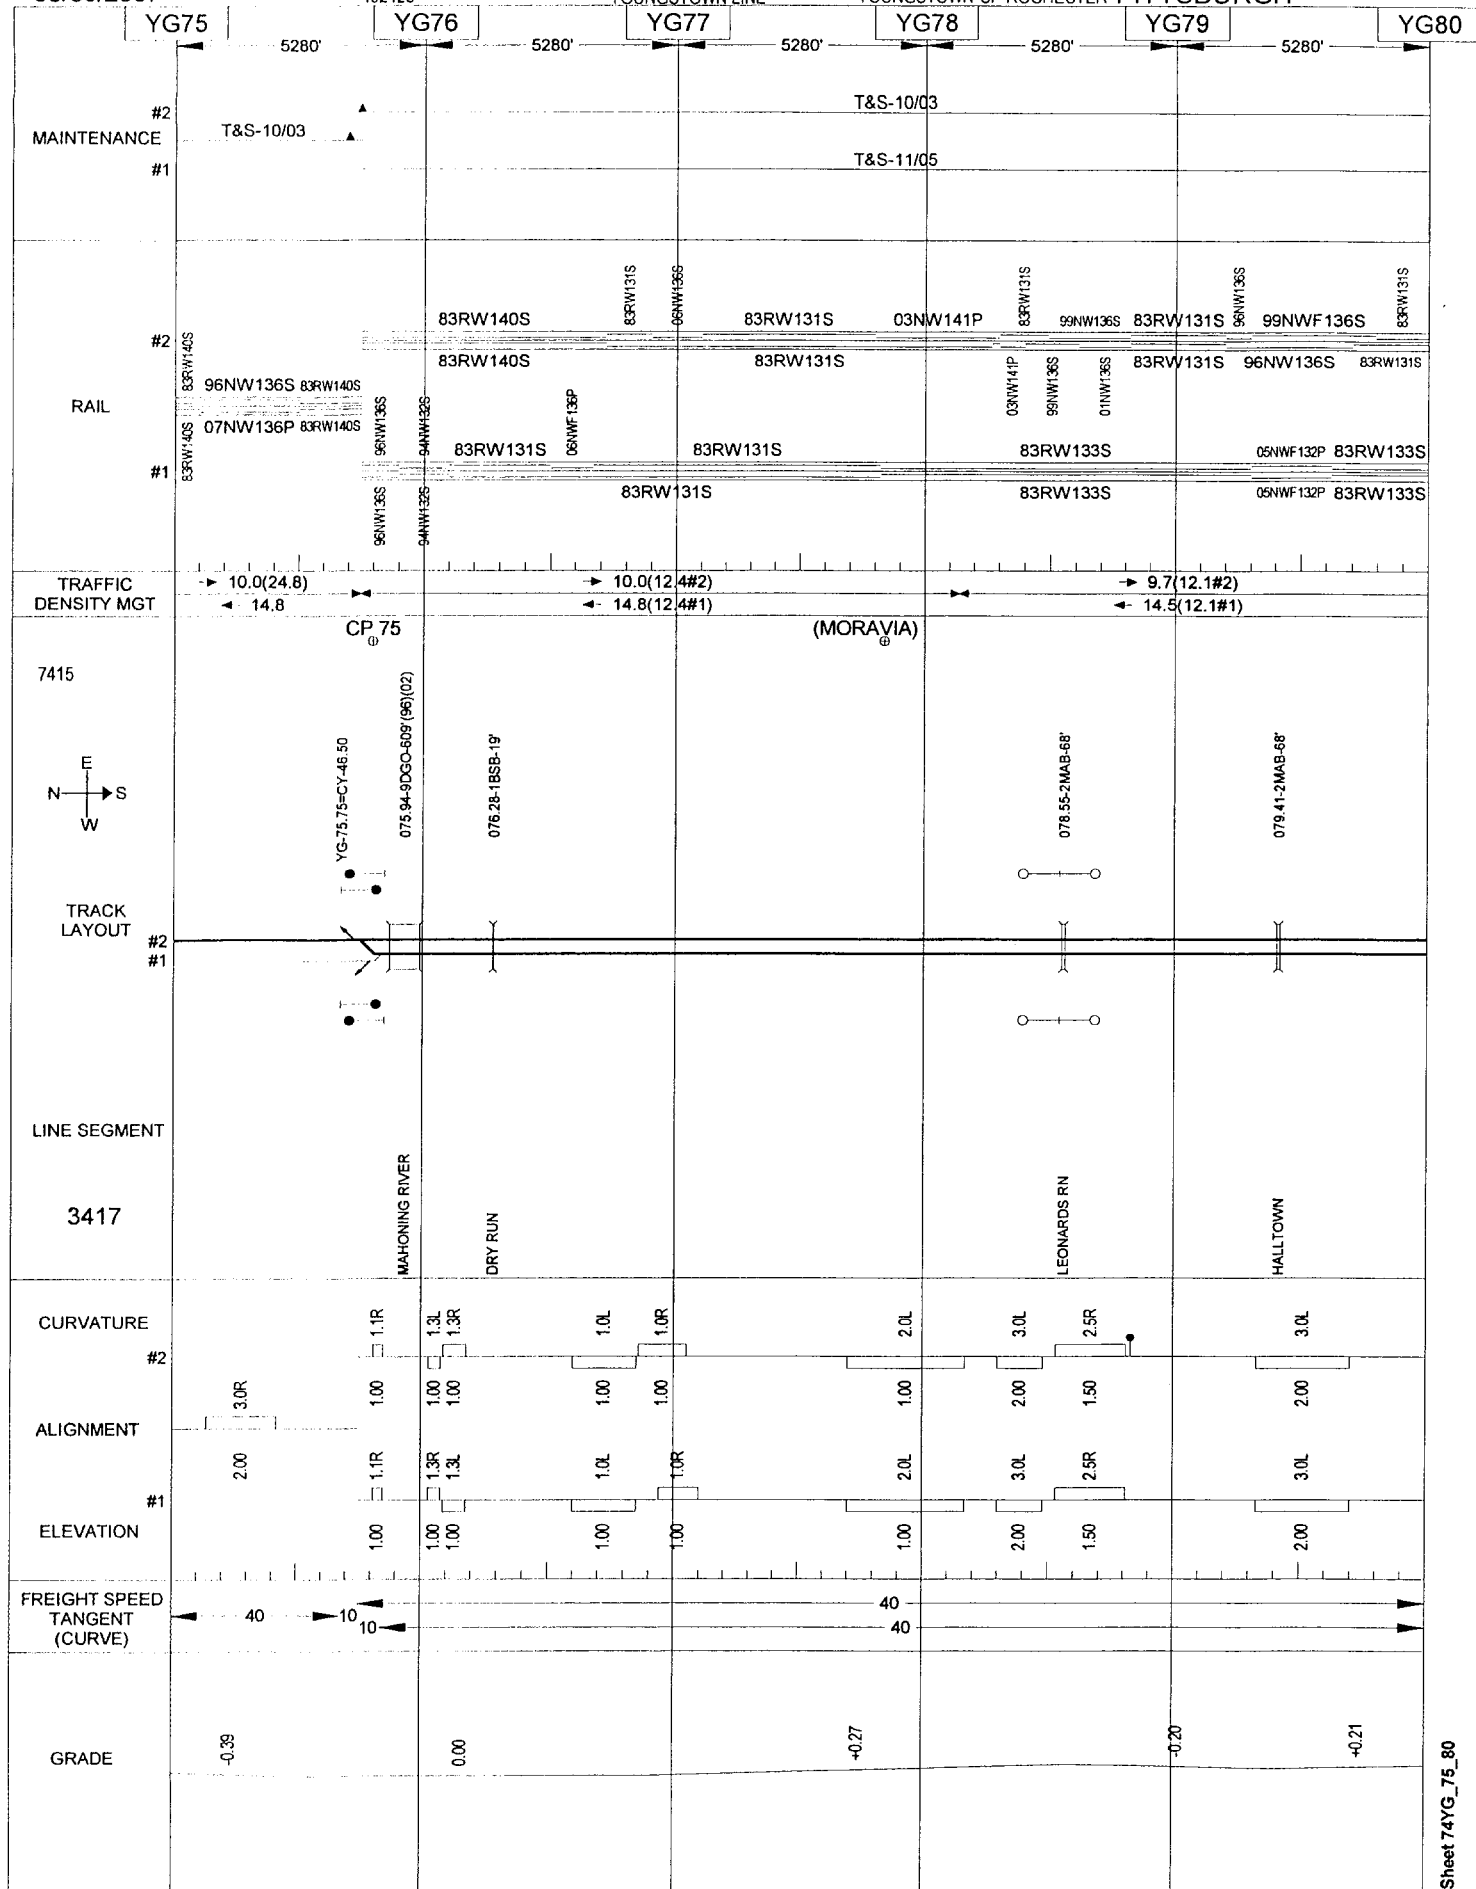 YOUNGSTOWN LINE
PITTSBURGH
YG75 YG76 YG77 YG78 YG79 YG80
5280' 5280' 5280' 5280' 5280'
#2 T&S-10/03
MAINTENANCE T&S-10/03
#1 T&S-11/05
83RW131S 06NW136S 83RW131S 96NW136S 83RW131S
83RW140S 83RW131S 03NW141P 99NW136S 83RW131S 99NWF136S
#2
83RW140S 83RW131S 83RW131S 96NW136S 83RW131S
03NW141P 99NW136S 01NW136S
83RW140S
96NW136S 83RW140S
RAIL
07NW136P 83RW140S
83RW140S
96NW136S 94NW132S 06NWF136P
83RW131S 83RW131S 83RW133S 05NWF132P 83RW133S
#1
83RW131S 83RW133S 05NWF132P 83RW133S
96NW136S 94NW132S
TRAFFIC DENSITY MGT
10.0(24.8) 10.0(12.4#2) 9.7(12.1#2)
14.8 14.8(12.4#1) 14.5(12.1#1)
CP 75 (MORAVIA)
7415
E
N S
W
YG-75.75=CY-46.50
075.94-9DGO-609'(96)(02)
076.28-1BSB-19'
078.55-2MAB-68'
079.41-2MAB-68'
TRACK
LAYOUT
#2
#1
LINE SEGMENT
3417
MAHONING RIVER
DRY RUN
LEONARDS RN
HALLTOWN
CURVATURE
1.1R 1.3L 1.3R 1.0L 1.0R 2.0L 3.0L 2.5R 3.0L
#2
1.00 1.00 1.00 1.00 1.00 1.00 2.00 1.50 2.00
3.0R
ALIGNMENT
2.00
1.1R 1.3R 1.3L 1.0L 1.0R 2.0L 3.0L 2.5R 3.0L
#1
ELEVATION
1.00 1.00 1.00 1.00 1.00 1.00 2.00 1.50 2.00
FREIGHT SPEED
TANGENT
(CURVE)
40 10 40
10 40
GRADE
-0.39 0.00 +0.27 -0.20 +0.21
Sheet 74YG_75_80